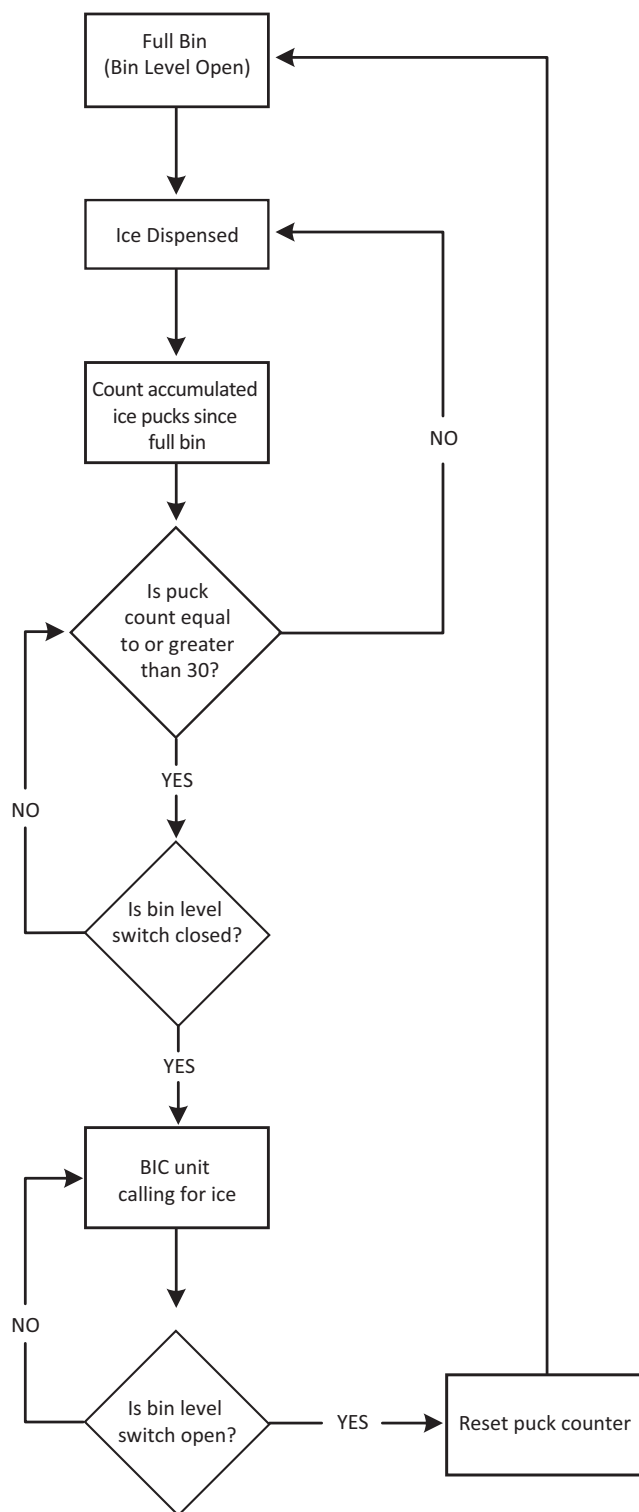 Full Bin
(Bin Level Open)
Ice Dispensed
Count accumulated
ice pucks since
full bin
NO
Is puck
count equal
to or greater
than 30?
YES
NO
Is bin level
switch closed?
YES
BIC unit
calling for ice
NO
Is bin level
switch open?
YES
Reset puck counter